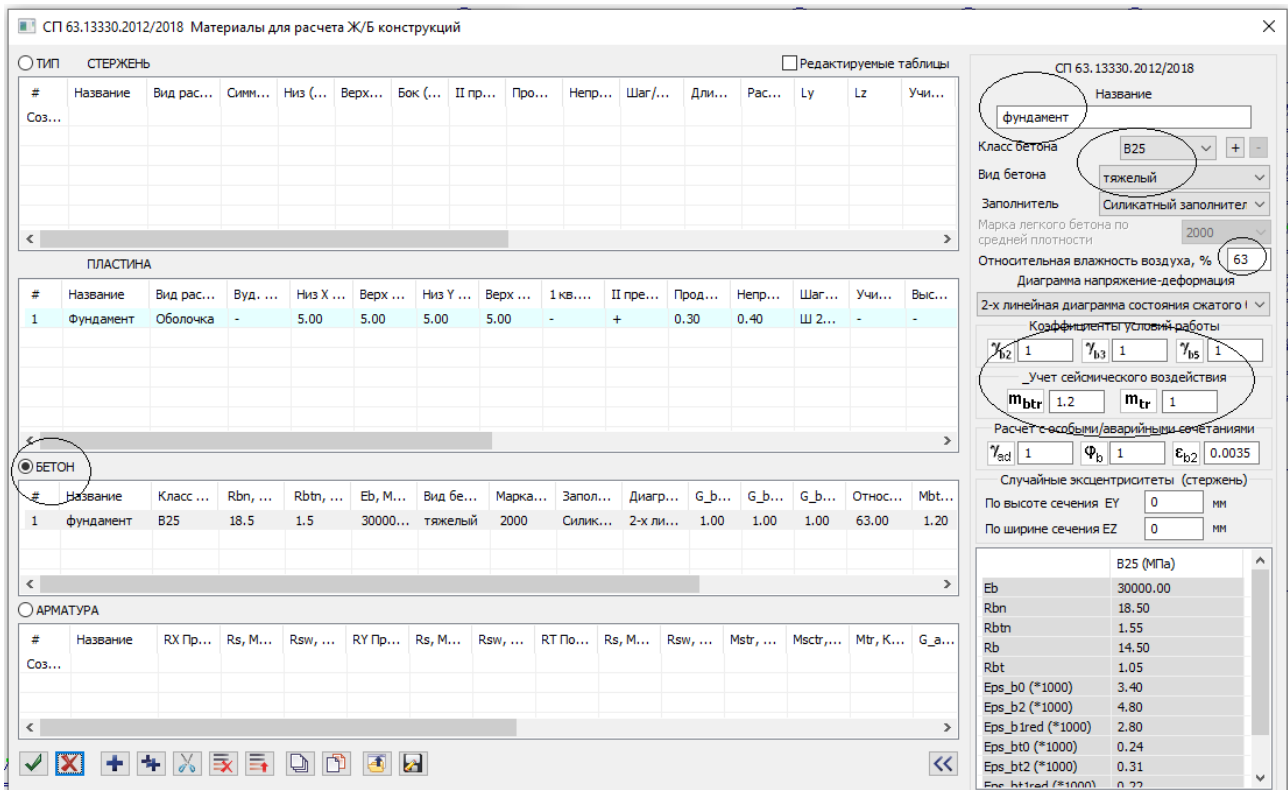 СП 63.13330.2012/2018 Материалы для расчета Ж/Б конструкций
ТИП СТЕРЖЕНЬ Редактируемые таблицы
# Название Вид рас... Симм... Низ (... Верх... Бок (... II пр... Про... Непр... Шаг/... Дли... Рас... Ly Lz Учи...
Соз...
ПЛАСТИНА
# Название Вид рас... Вуд. ... Низ X ... Верх ... Низ Y ... Верх ... 1 кв.... II пре... Прод... Непр... Шаг... Учи... Выс...
1 Фундамент Оболочка - 5.00 5.00 5.00 5.00 - + 0.30 0.40 Ш 2... - -
БЕТОН
# Название Класс ... Rbn, ... Rbtn, ... Eb, М... Вид бе... Марка... Запол... Диагр... G_b... G_b... G_b... Относ... Mbt...
1 фундамент B25 18.5 1.5 30000... тяжелый 2000 Силик... 2-х ли... 1.00 1.00 1.00 63.00 1.20
АРМАТУРА
# Название RX Пр... Rs, М... Rsw, ... RY Пр... Rs, М... Rsw, ... RT По... Rs, М... Rsw, ... Mstr, ... Msctr,... Mtr, К... G_a...
Соз...
СП 63.13330.2012/2018
Название
фундамент
Класс бетона B25 + -
Вид бетона тяжелый
Заполнитель Силикатный заполнител
Марка легкого бетона по
средней плотности 2000
Относительная влажность воздуха, % 63
Диаграмма напряжение-деформация
2-х линейная диаграмма состояния сжатого
Коэффициенты условий работы
γb2 1 γb3 1 γb5 1
_Учет сейсмического воздействия
mbtr 1.2 mtr 1
Расчет с особыми/аварийными сочетаниями
γad 1 φb 1 εb2 0.0035
Случайные эксцентриситеты (стержень)
По высоте сечения EY 0 мм
По ширине сечения EZ 0 мм
B25 (МПа)
Eb 30000.00
Rbn 18.50
Rbtn 1.55
Rb 14.50
Rbt 1.05
Eps_b0 (*1000) 3.40
Eps_b2 (*1000) 4.80
Eps_b1red (*1000) 2.80
Eps_bt0 (*1000) 0.24
Eps_bt2 (*1000) 0.31
Eps_bt1red (*1000) 0.22